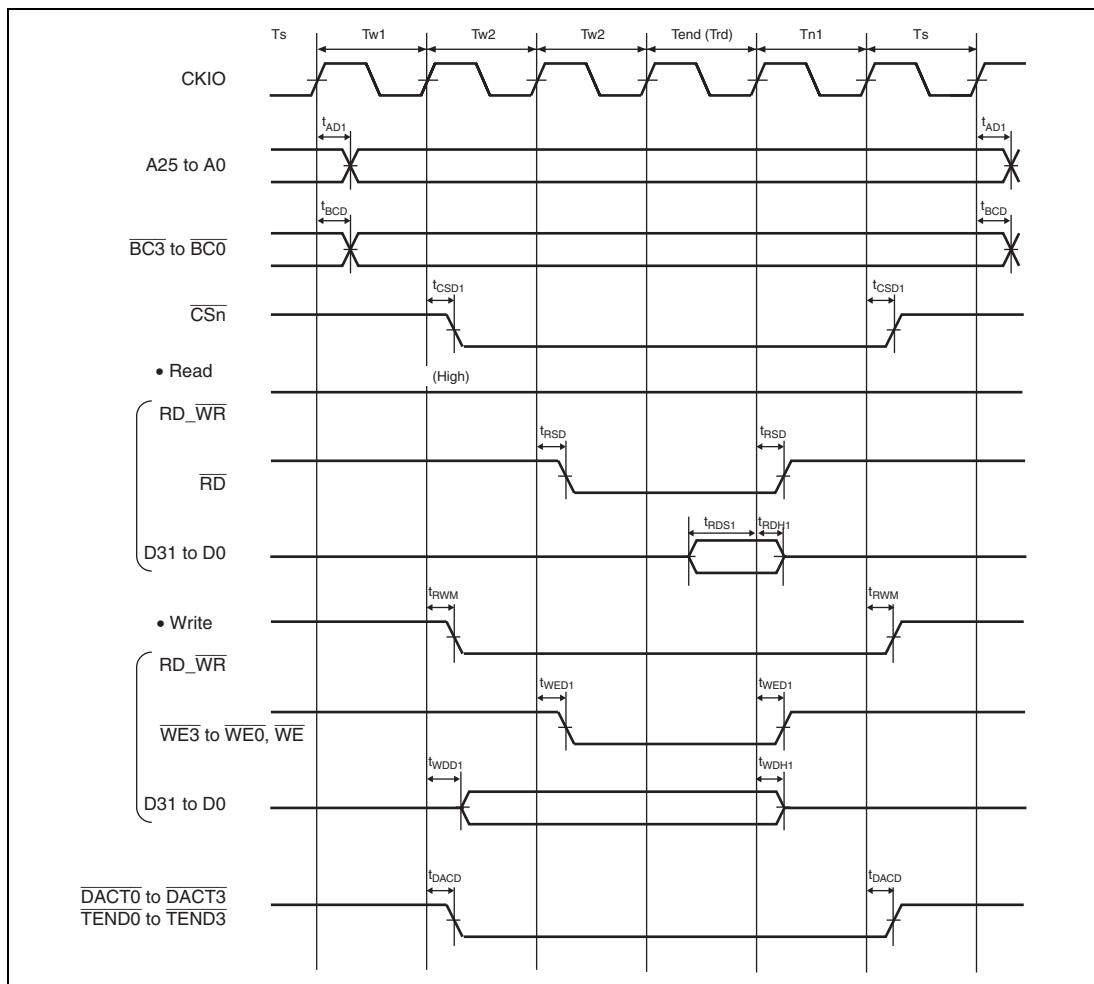 Ts Tw1 Tw2 Tw2 Tend (Trd) Tn1 Ts
CKIO
tAD1 tAD1
A25 to A0
tBCD tBCD
BC3 to BC0
tCSD1 tCSD1
CSn
• Read
(High)
RD_WR
tRSD tRSD
RD
tRDS1 tRDH1
D31 to D0
tRWM tRWM
• Write
RD_WR
tWED1 tWED1
WE3 to WE0, WE
tWDD1 tWDH1
D31 to D0
tDACD tDACD
DACT0 to DACT3
TEND0 to TEND3